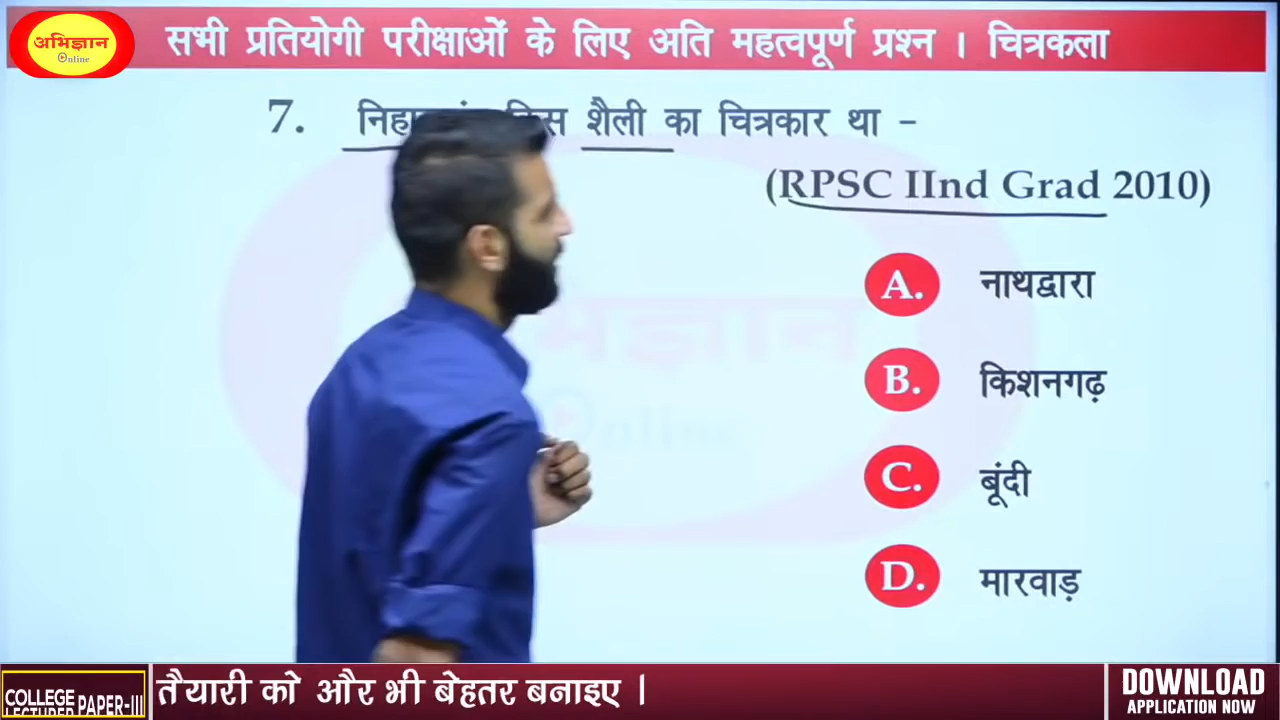 अभिज्ञान
Online
सभी प्रतियोगी परीक्षाओं के लिए अति महत्वपूर्ण प्रश्न । चित्रकला
7. शैली का चित्रकार था –
(RPSC IInd Grad 2010)
A. नाथद्वारा
B. किशनगढ़
C. बूंदी
D. मारवाड़
COLLEGE
PAPER-III
तैयारी को और भी बेहतर बनाइए ।
DOWNLOAD
APPLICATION NOW